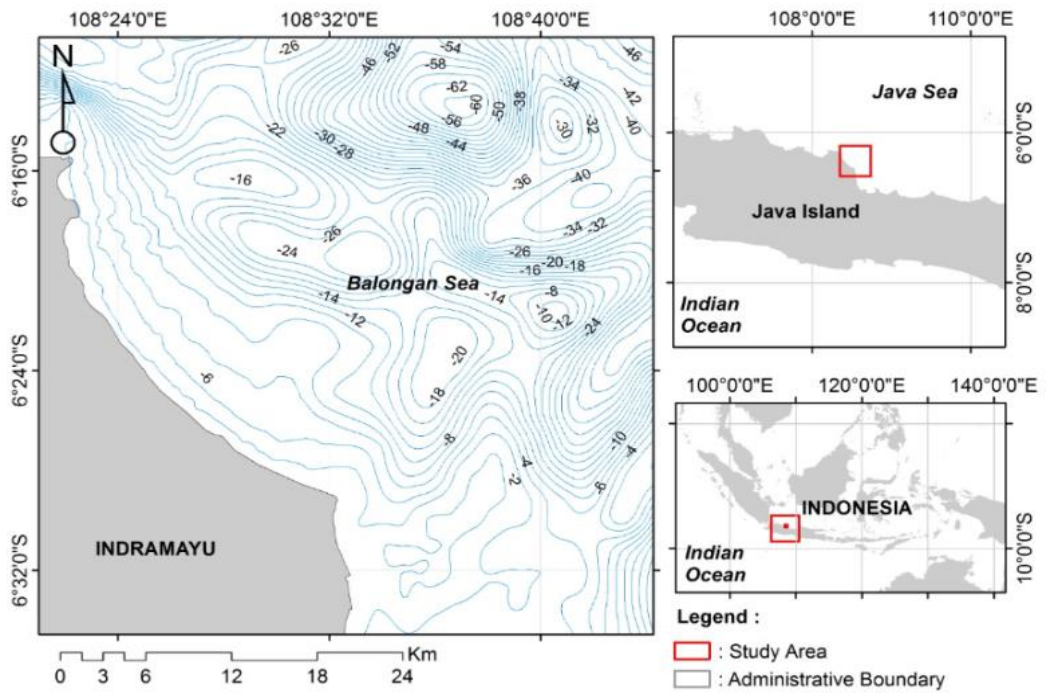 108°24'0"E 108°32'0"E 108°40'0"E
N
6°16'0"S
6°24'0"S
6°32'0"S
-26
-46
-52
-54
-58
-62
-60
-56
-50
-38
-48
-44
-34
-46
-42
-40
-32
-30
-22
-30
-28
-16
-36
-40
-24
-26
-34
-32
-26
-20
-18
-16
Balongan Sea
-14
-14
-12
-8
-10
-12
-24
-20
-18
-6
-8
-4
-2
-10
-4
-6
INDRAMAYU
0 3 6 12 18 24
Km
108°0'0"E 110°0'0"E
Java Sea
6°0'0"S
Java Island
8°0'0"S
Indian
Ocean
100°0'0"E 120°0'0"E 140°0'0"E
INDONESIA
10°0'0"S
Indian
Ocean
Legend :
: Study Area
: Administrative Boundary